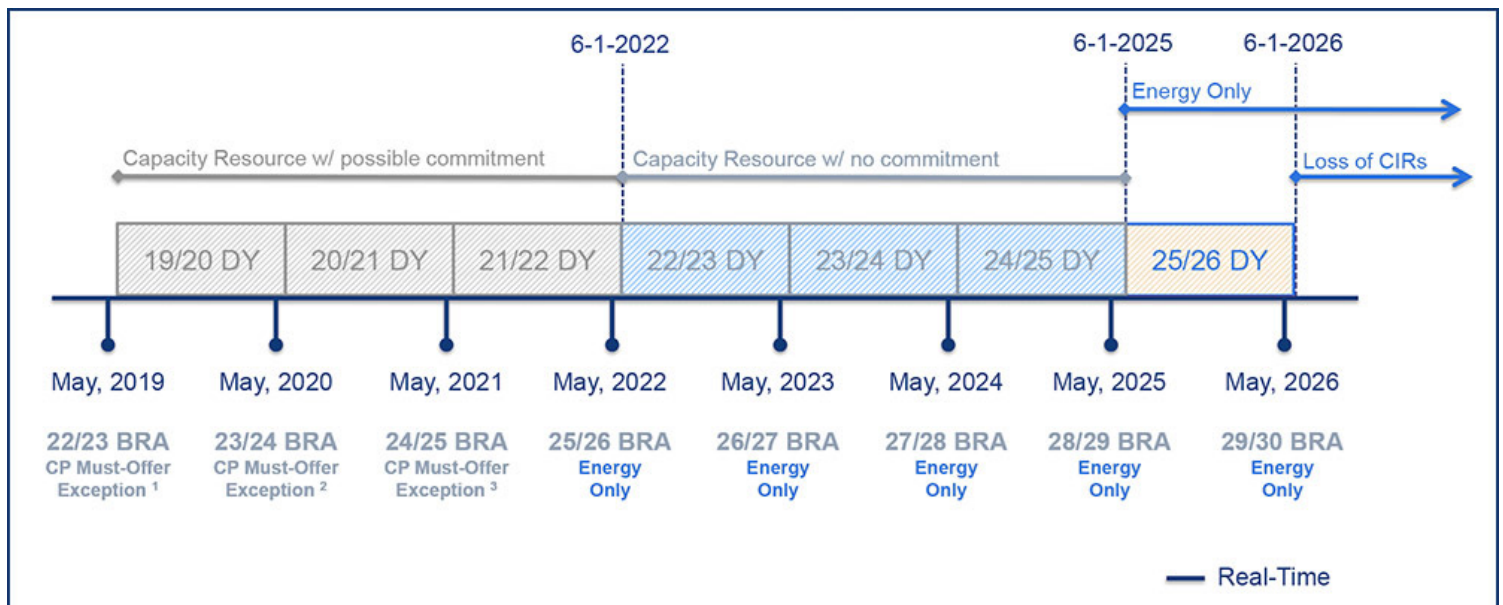 6-1-2022 6-1-2025 6-1-2026
Energy Only
Capacity Resource w/ possible commitment Capacity Resource w/ no commitment Loss of CIRs
19/20 DY 20/21 DY 21/22 DY 22/23 DY 23/24 DY 24/25 DY 25/26 DY
May, 2019 May, 2020 May, 2021 May, 2022 May, 2023 May, 2024 May, 2025 May, 2026
22/23 BRA 23/24 BRA 24/25 BRA 25/26 BRA 26/27 BRA 27/28 BRA 28/29 BRA 29/30 BRA
CP Must-Offer CP Must-Offer CP Must-Offer Energy Energy Energy Energy Energy
Exception ¹ Exception ² Exception ³ Only Only Only Only Only
Real-Time